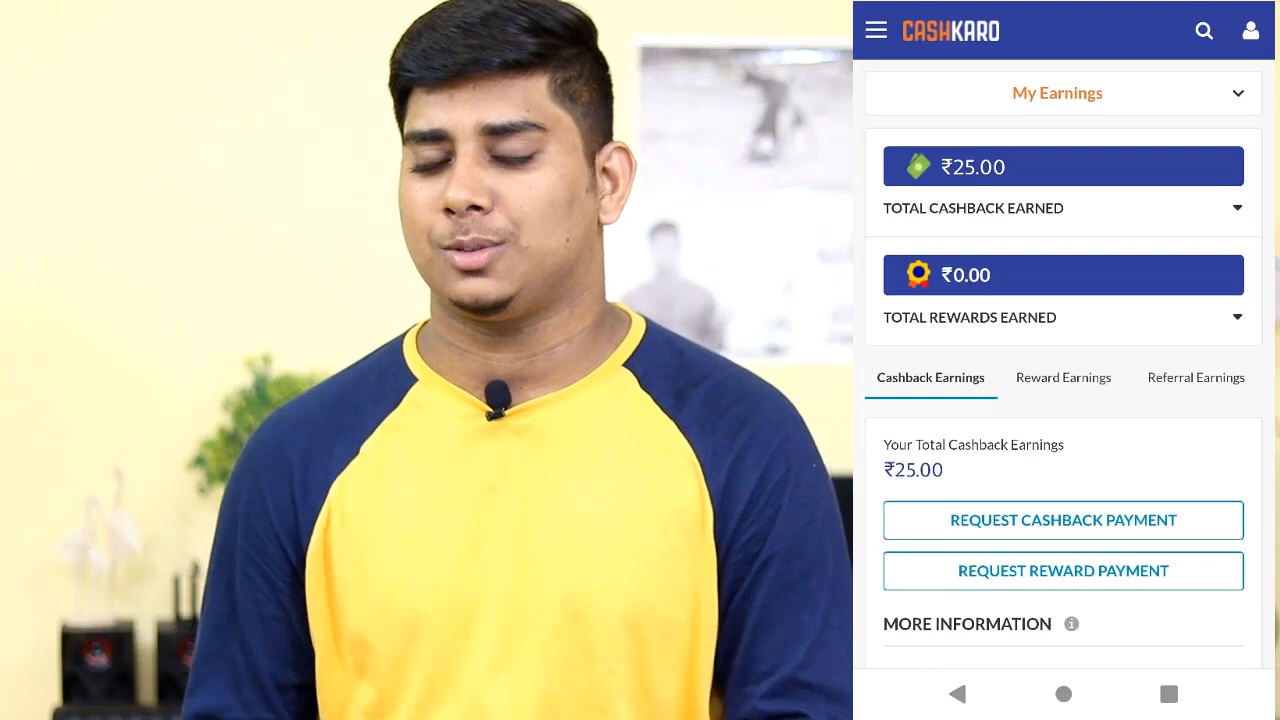 CASHKARO
My Earnings
₹25.00
TOTAL CASHBACK EARNED
₹0.00
TOTAL REWARDS EARNED
Cashback Earnings
Reward Earnings
Referral Earnings
Your Total Cashback Earnings
₹25.00
REQUEST CASHBACK PAYMENT
REQUEST REWARD PAYMENT
MORE INFORMATION